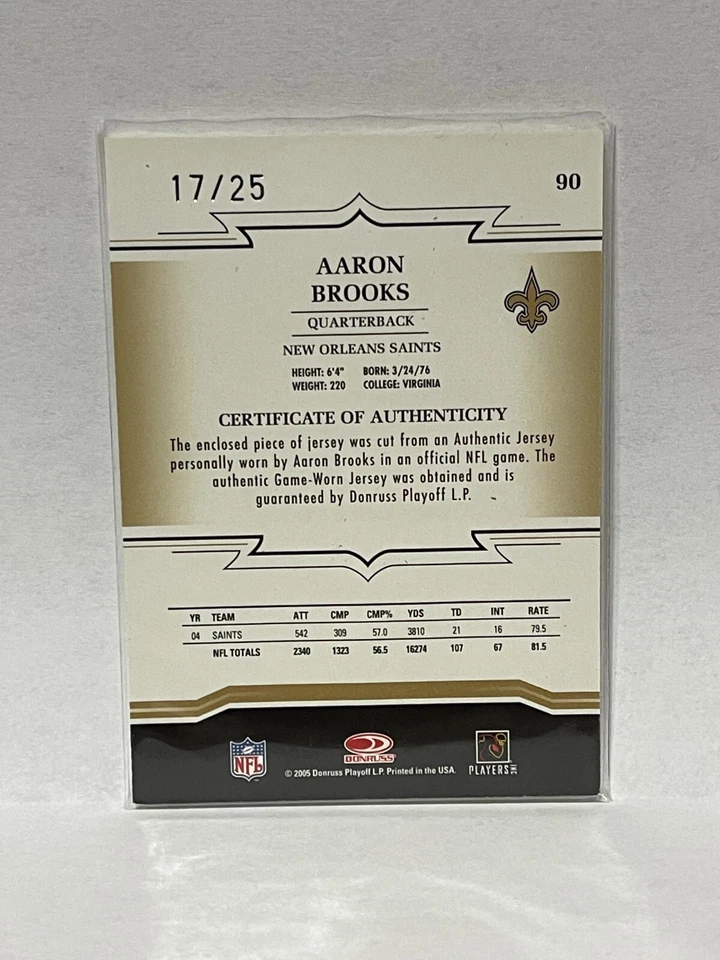 17/25
90
AARON
BROOKS
QUARTERBACK
NEW ORLEANS SAINTS
HEIGHT: 6'4" BORN: 3/24/76
WEIGHT: 220 COLLEGE: VIRGINIA
CERTIFICATE OF AUTHENTICITY
The enclosed piece of jersey was cut from an Authentic Jersey
personally worn by Aaron Brooks in an official NFL game. The
authentic Game-Worn Jersey was obtained and is
guaranteed by Donruss Playoff L.P.
YR TEAM ATT CMP CMP% YDS TD INT RATE
04 SAINTS 542 309 57.0 3810 21 16 79.5
NFL TOTALS 2340 1323 56.5 16274 107 67 81.5
NFL
DONRUSS
PLAYERS INC
© 2005 Donruss Playoff L.P. Printed in the USA.